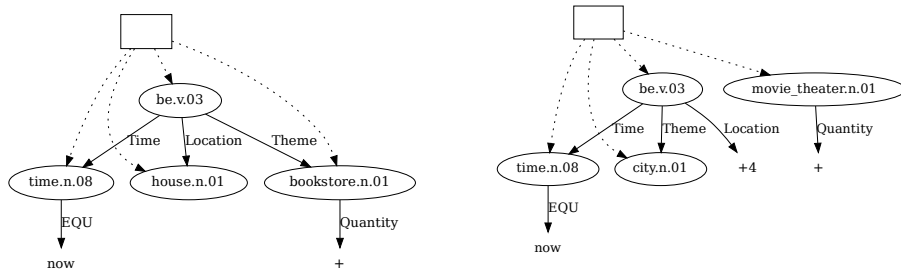 be.v.03
Time
Location
Theme
time.n.08
house.n.01
bookstore.n.01
EQU
Quantity
now
+
be.v.03
movie_theater.n.01
Time
Theme
Location
Quantity
time.n.08
city.n.01
+4
+
EQU
now